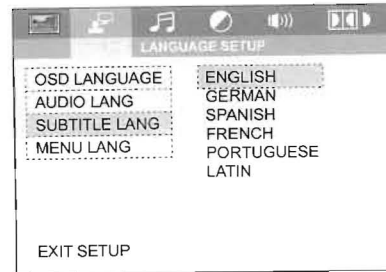 LANGUAGE SETUP
OSD LANGUAGE
AUDIO LANG
SUBTITLE LANG
MENU LANG
ENGLISH
GERMAN
SPANISH
FRENCH
PORTUGUESE
LATIN
EXIT SETUP